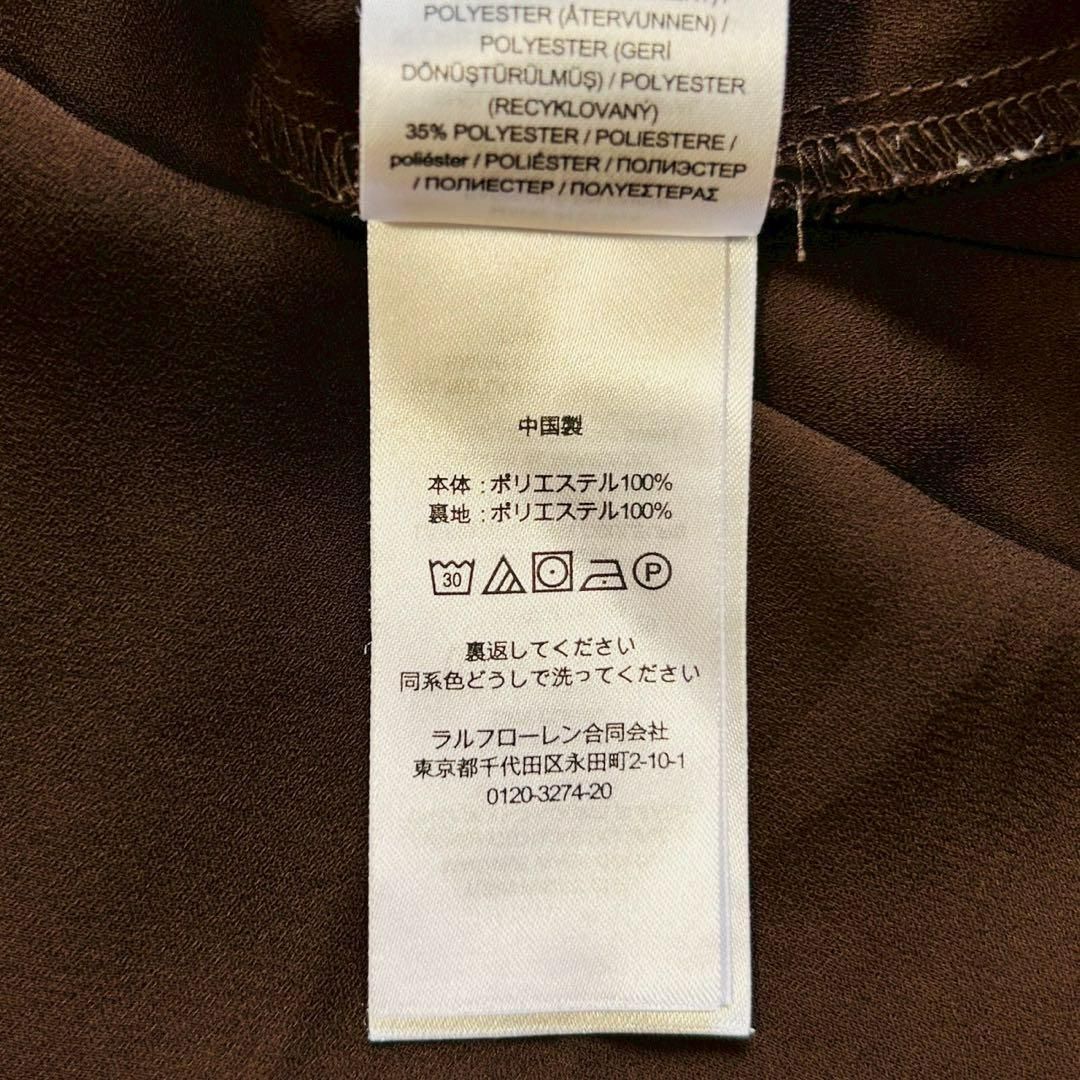 POLYESTER (ÅTERVUNNEN) /
POLYESTER (GERİ
DÖNÜŞTÜRÜLMÜŞ) / POLYESTER
(RECYKLOVANÝ)
35% POLYESTER / POLIESTERE /
poliéster / POLIÉSTER / ПОЛИЭСТЕР
/ ПОЛИЕСТЕР / ΠΟΛΥΕΣΤΕΡΑΣ
中国製
本体 : ポリエステル100%
裏地 : ポリエステル100%
30 P
裏返してください
同系色どうしで洗ってください
ラルフローレン合同会社
東京都千代田区永田町2-10-1
0120-3274-20